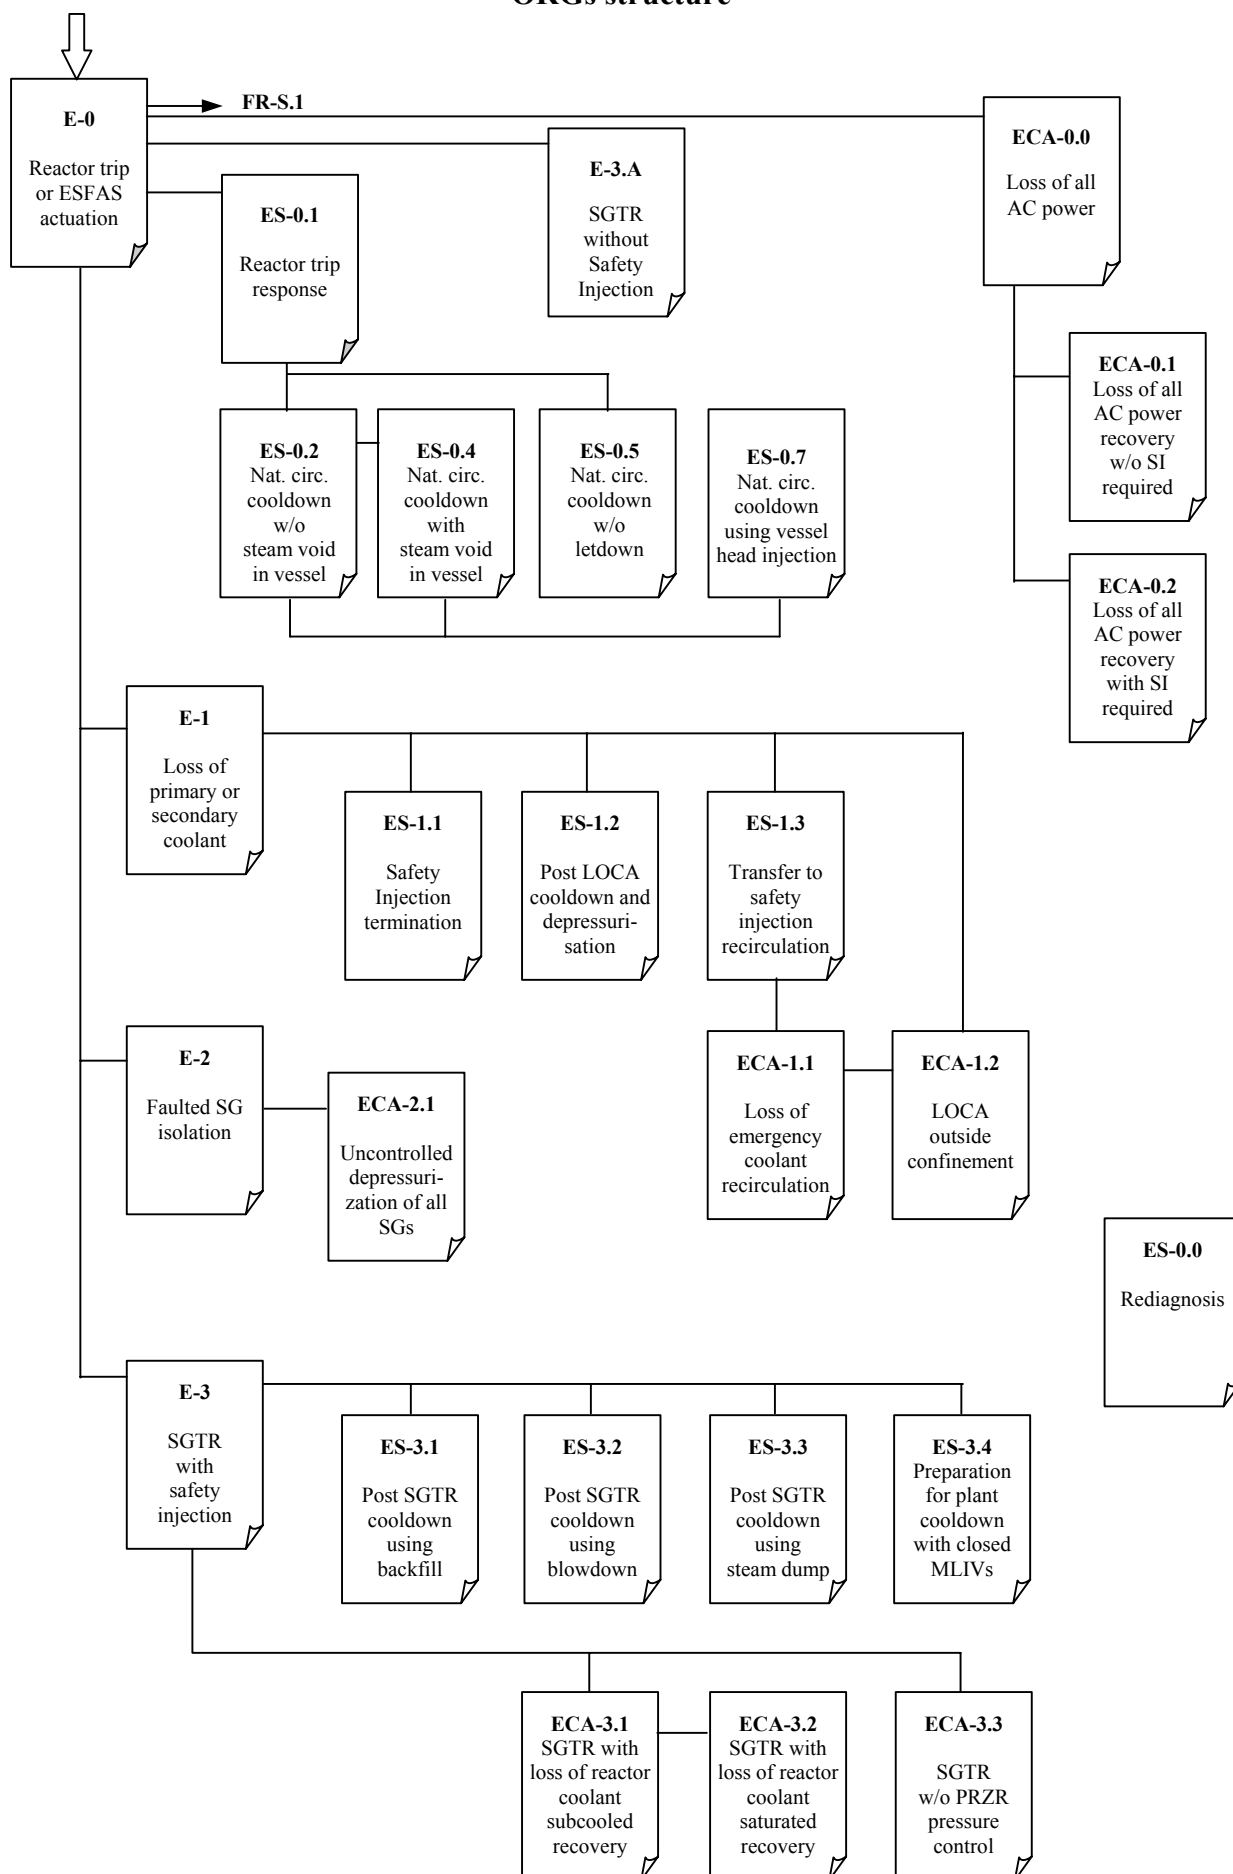 ORGs structure
FR-S.1
E-0
Reactor trip
or ESFAS
actuation
ECA-0.0
Loss of all
AC power
E-3.A
SGTR
without
Safety
Injection
ES-0.1
Reactor trip
response
ECA-0.1
Loss of all
AC power
recovery
w/o SI
required
ES-0.2
Nat. circ.
cooldown
w/o
steam void
in vessel
ES-0.4
Nat. circ.
cooldown
with
steam void
in vessel
ES-0.5
Nat. circ.
cooldown
w/o
letdown
ES-0.7
Nat. circ.
cooldown
using vessel
head injection
ECA-0.2
Loss of all
AC power
recovery
with SI
required
E-1
Loss of
primary or
secondary
coolant
ES-1.1
Safety
Injection
termination
ES-1.2
Post LOCA
cooldown and
depressuri-
sation
ES-1.3
Transfer to
safety
injection
recirculation
E-2
Faulted SG
isolation
ECA-2.1
Uncontrolled
depressuri-
zation of all
SGs
ECA-1.1
Loss of
emergency
coolant
recirculation
ECA-1.2
LOCA
outside
confinement
ES-0.0
Rediagnosis
E-3
SGTR
with
safety
injection
ES-3.1
Post SGTR
cooldown
using
backfill
ES-3.2
Post SGTR
cooldown
using
blowdown
ES-3.3
Post SGTR
cooldown
using
steam dump
ES-3.4
Preparation
for plant
cooldown
with closed
MLIVs
ECA-3.1
SGTR with
loss of reactor
coolant
subcooled
recovery
ECA-3.2
SGTR with
loss of reactor
coolant
saturated
recovery
ECA-3.3
SGTR
w/o PRZR
pressure
control